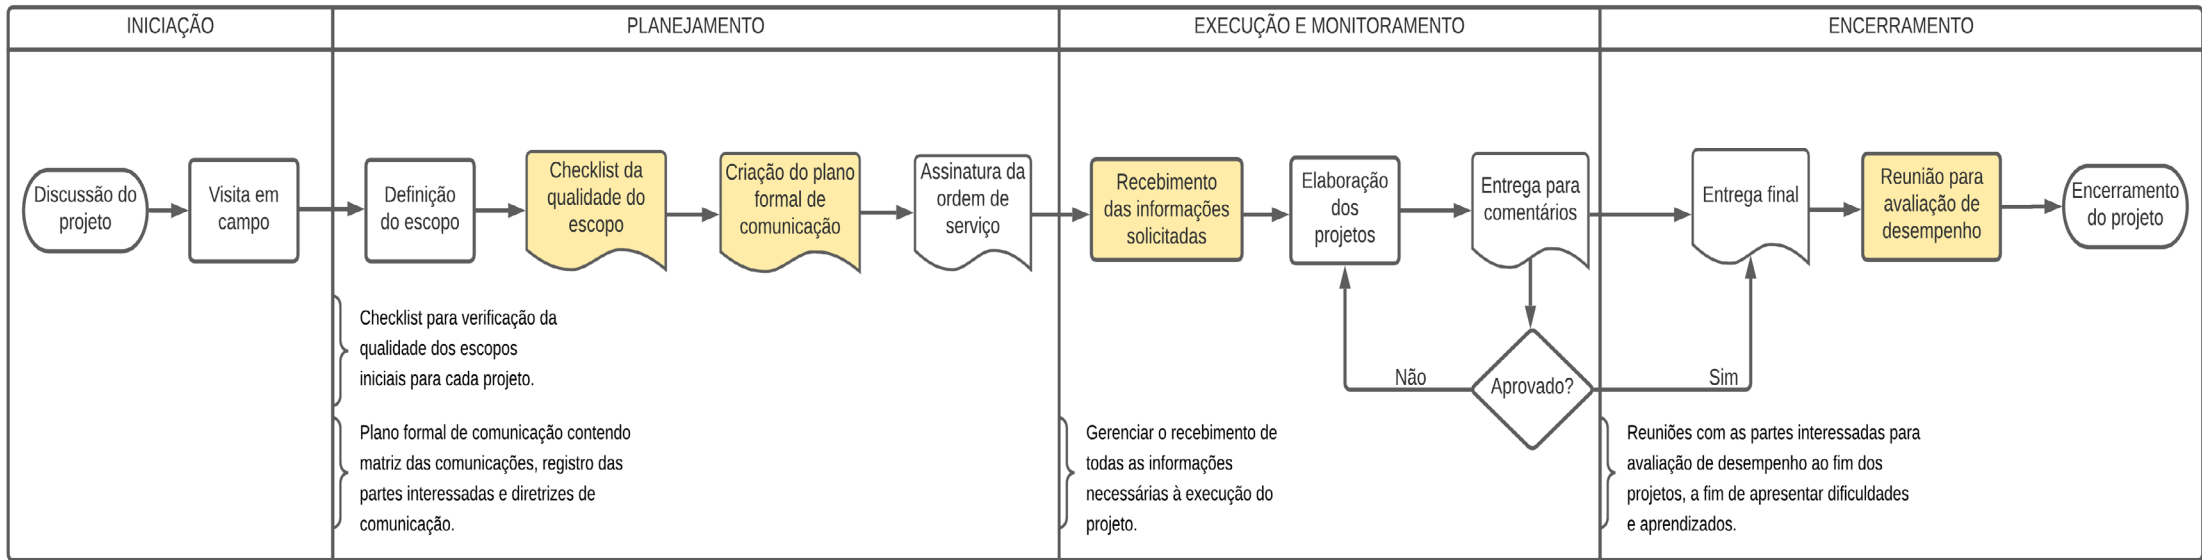 INICIAÇÃO
PLANEJAMENTO
EXECUÇÃO E MONITORAMENTO
ENCERRAMENTO
Discussão do
projeto
Visita em
campo
Definição
do escopo
Checklist da
qualidade do
escopo
Criação do plano
formal de
comunicação
Assinatura da
ordem de
serviço
Recebimento
das informações
solicitadas
Elaboração
dos
projetos
Entrega para
comentários
Entrega final
Reunião para
avaliação de
desempenho
Encerramento
do projeto
Não
Aprovado?
Sim
Checklist para verificação da
qualidade dos escopos
iniciais para cada projeto.
Plano formal de comunicação contendo
matriz das comunicações, registro das
partes interessadas e diretrizes de
comunicação.
Gerenciar o recebimento de
todas as informações
necessárias à execução do
projeto.
Reuniões com as partes interessadas para
avaliação de desempenho ao fim dos
projetos, a fim de apresentar dificuldades
e aprendizados.